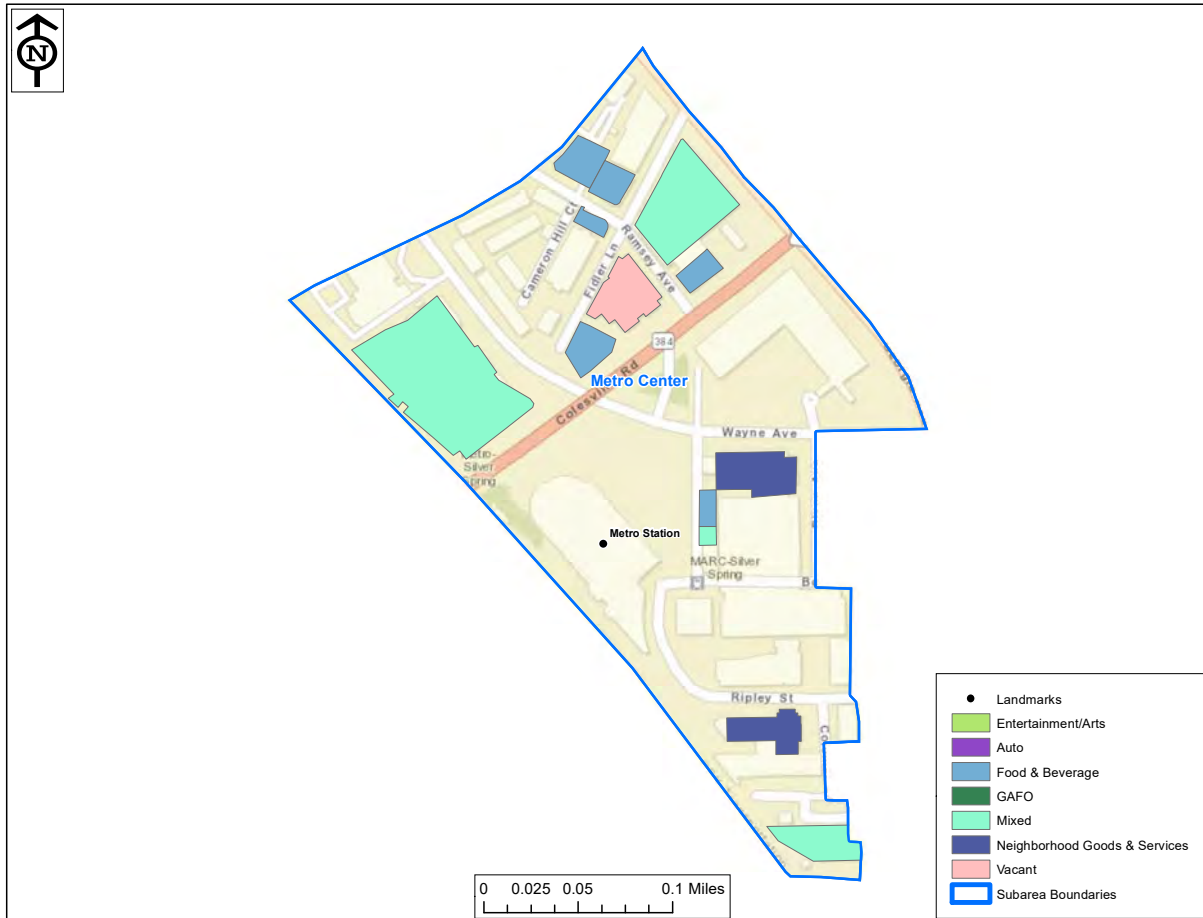 N
Cameron Hill Ct
Fidler Ln
Ramsey Ave
384
Metro Center
Colesville Rd
Wayne Ave
Silver
Spring
Metro Station
MARC-Silver
Spring
Ripley St
Landmarks
Entertainment/Arts
Auto
Food & Beverage
GAFO
Mixed
Neighborhood Goods & Services
Vacant
Subarea Boundaries
0 0.025 0.05 0.1 Miles